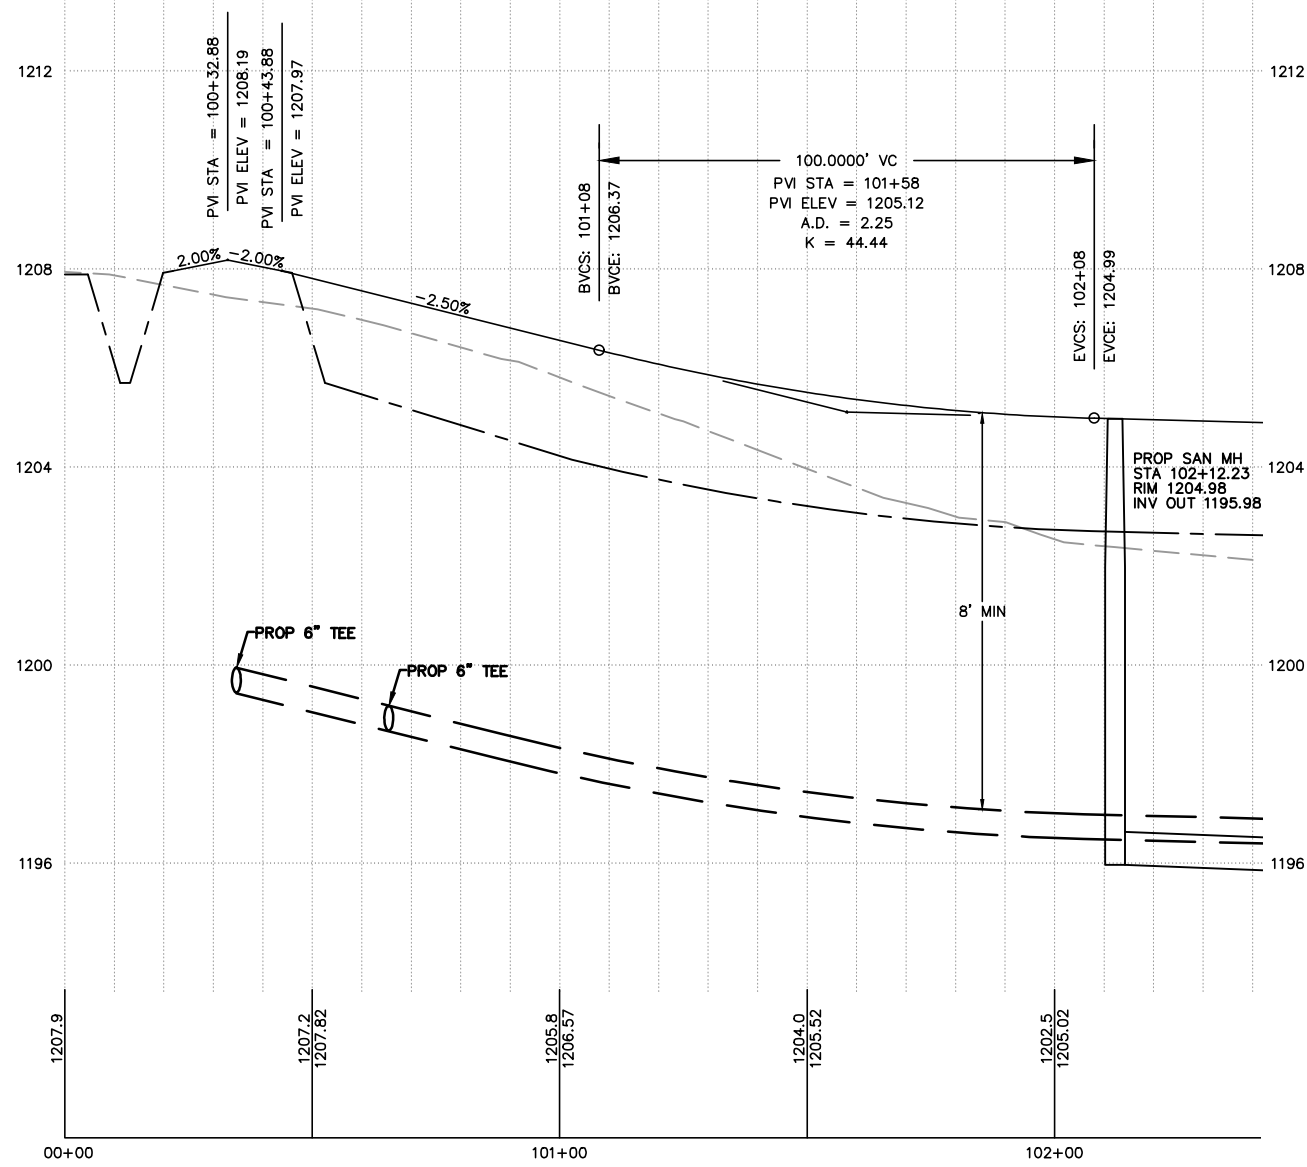 1212
1212
PVI STA = 100+32.88
PVI ELEV = 1208.19
PVI STA = 100+43.88
PVI ELEV = 1207.97
100.0000' VC
PVI STA = 101+58
PVI ELEV = 1205.12
A.D. = 2.25
K = 44.44
BVCS: 101+08
BVCE: 1206.37
EVCS: 102+08
EVCE: 1204.99
1208
2.00%
-2.00%
1208
-2.50%
PROP SAN MH
STA 102+12.23
RIM 1204.98
INV OUT 1195.98
1204
1204
8' MIN
PROP 6" TEE
PROP 6" TEE
1200
1200
1196
1196
1207.9
1207.2
1207.82
1205.8
1206.57
1204.0
1205.52
1202.5
1205.02
00+00
101+00
102+00